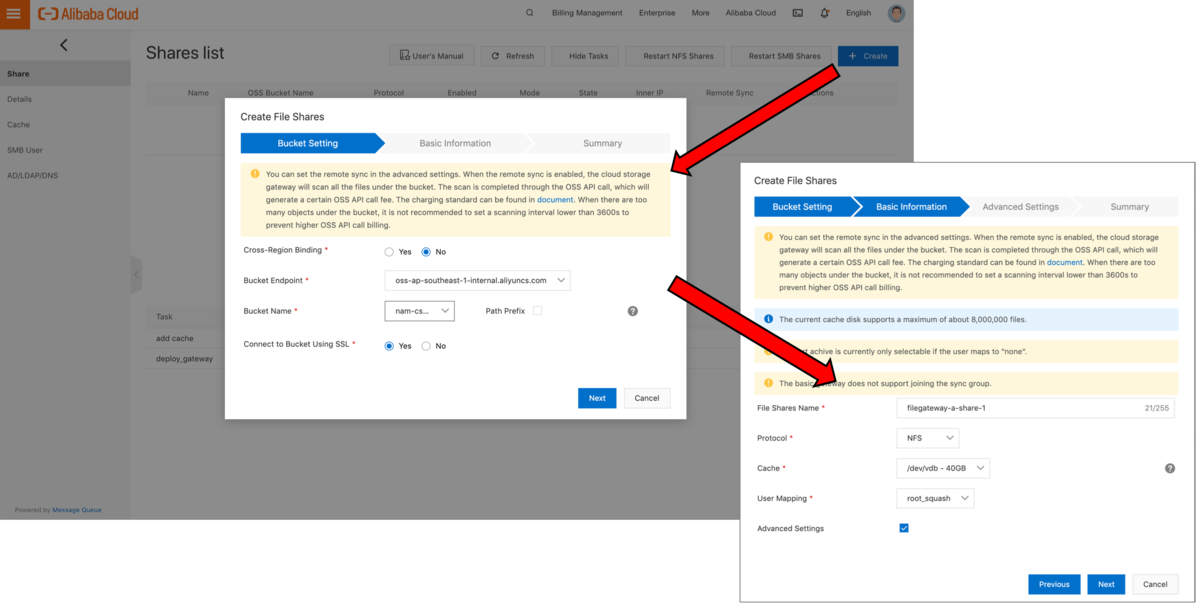 Alibaba Cloud
Billing Management Enterprise More Alibaba Cloud English
Shares list
User's Manual Refresh Hide Tasks Restart NFS Shares Restart SMB Shares + Create
Share
Details
Cache
SMB User
AD/LDAP/DNS
Name OSS Bucket Name Protocol Enabled Mode State Inner IP Remote Sync
Task
add cache
deploy_gateway
Powered by Message Queue
Create File Shares
Bucket Setting Basic Information Summary
You can set the remote sync in the advanced settings. When the remote sync is enabled, the cloud storage
gateway will scan all the files under the bucket. The scan is completed through the OSS API call, which will
generate a certain OSS API call fee. The charging standard can be found in document. When there are too
many objects under the bucket, it is not recommended to set a scanning interval lower than 3600s to
prevent higher OSS API call billing.
Cross-Region Binding * Yes No
Bucket Endpoint * oss-ap-southeast-1-internal.aliyuncs.com
Bucket Name * nam-cs... Path Prefix
Connect to Bucket Using SSL * Yes No
Next Cancel
Create File Shares
Bucket Setting Basic Information Advanced Settings Summary
You can set the remote sync in the advanced settings. When the remote sync is enabled, the cloud storage
gateway will scan all the files under the bucket. The scan is completed through the OSS API call, which will
generate a certain OSS API call fee. The charging standard can be found in document. When there are too
many objects under the bucket, it is not recommended to set a scanning interval lower than 3600s to
prevent higher OSS API call billing.
The current cache disk supports a maximum of about 8,000,000 files.
achive is currently only selectable if the user maps to "none".
The basic gateway does not support joining the sync group.
File Shares Name * filegateway-a-share-1 21/255
Protocol * NFS
Cache * /dev/vdb - 40GB
User Mapping * root_squash
Advanced Settings
Previous Next Cancel